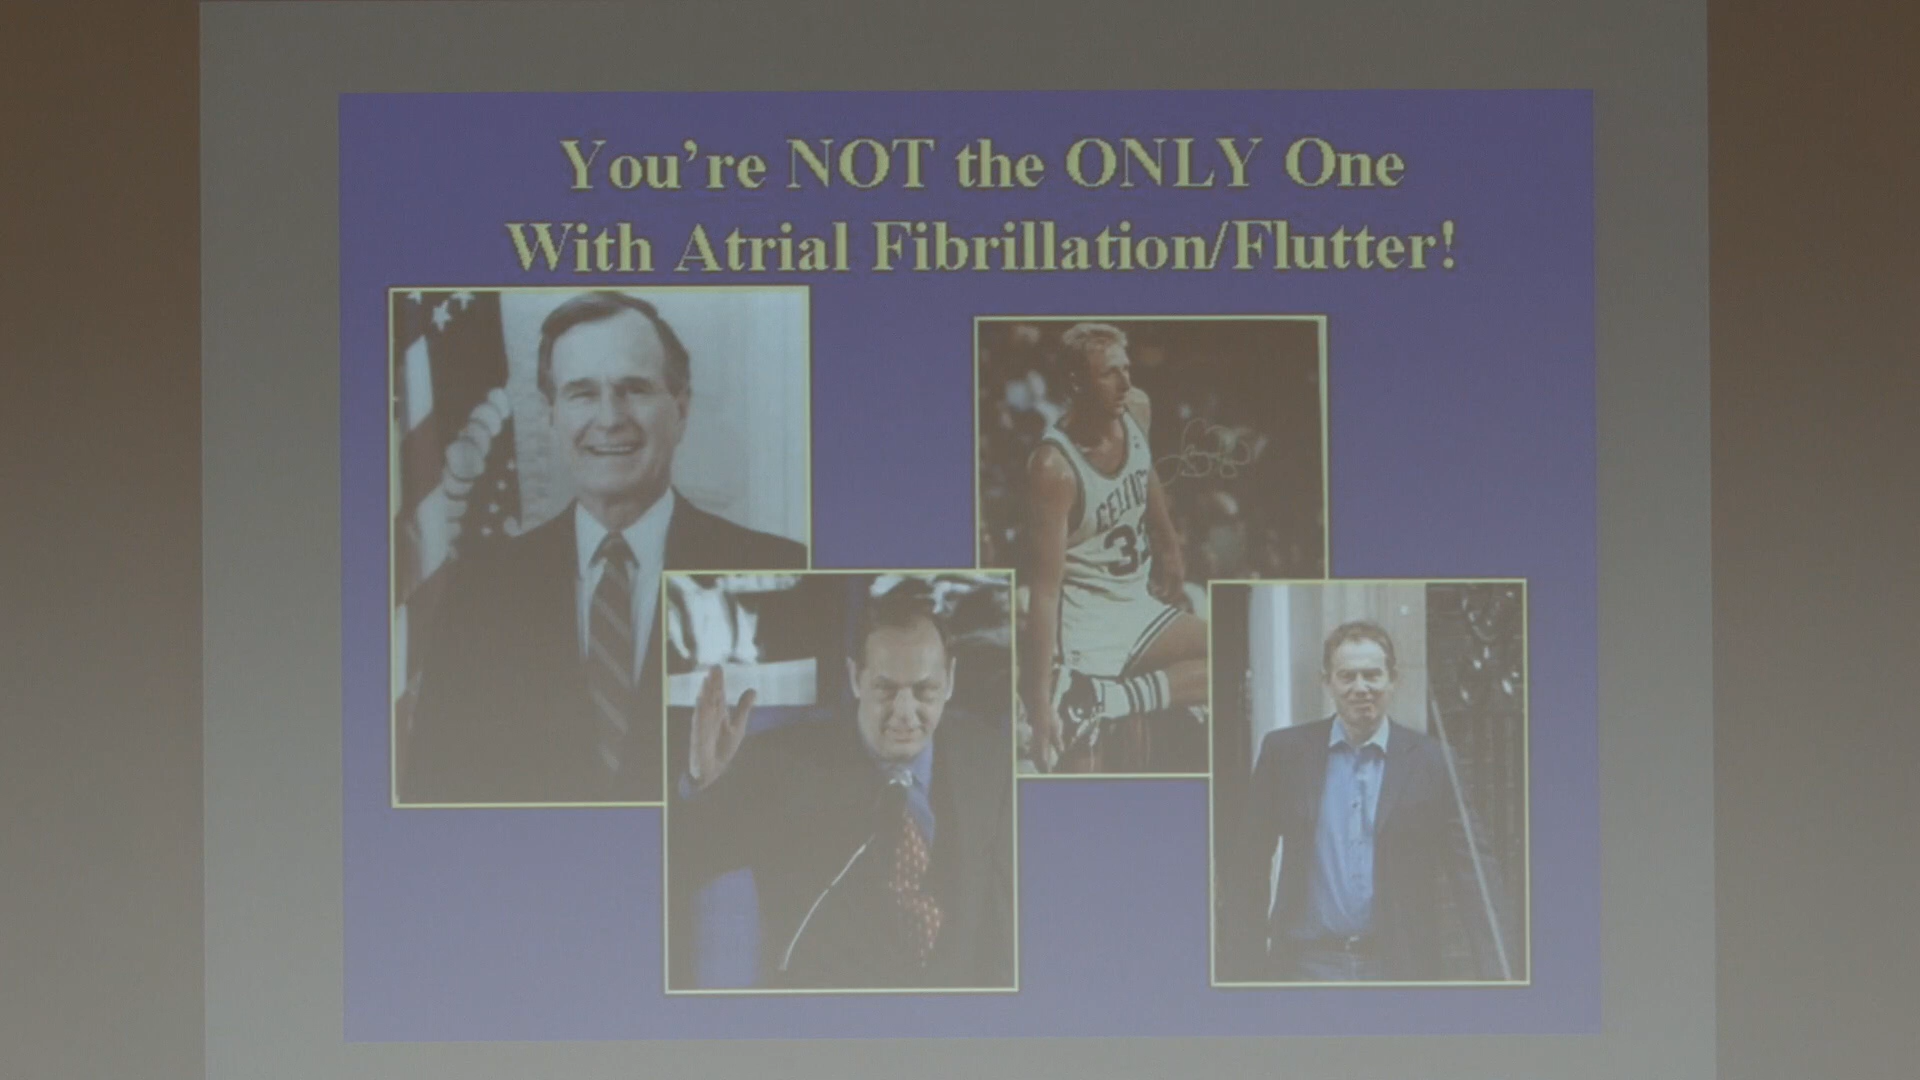 You're NOT the ONLY One
With Atrial Fibrillation/Flutter!
CELTICS
33